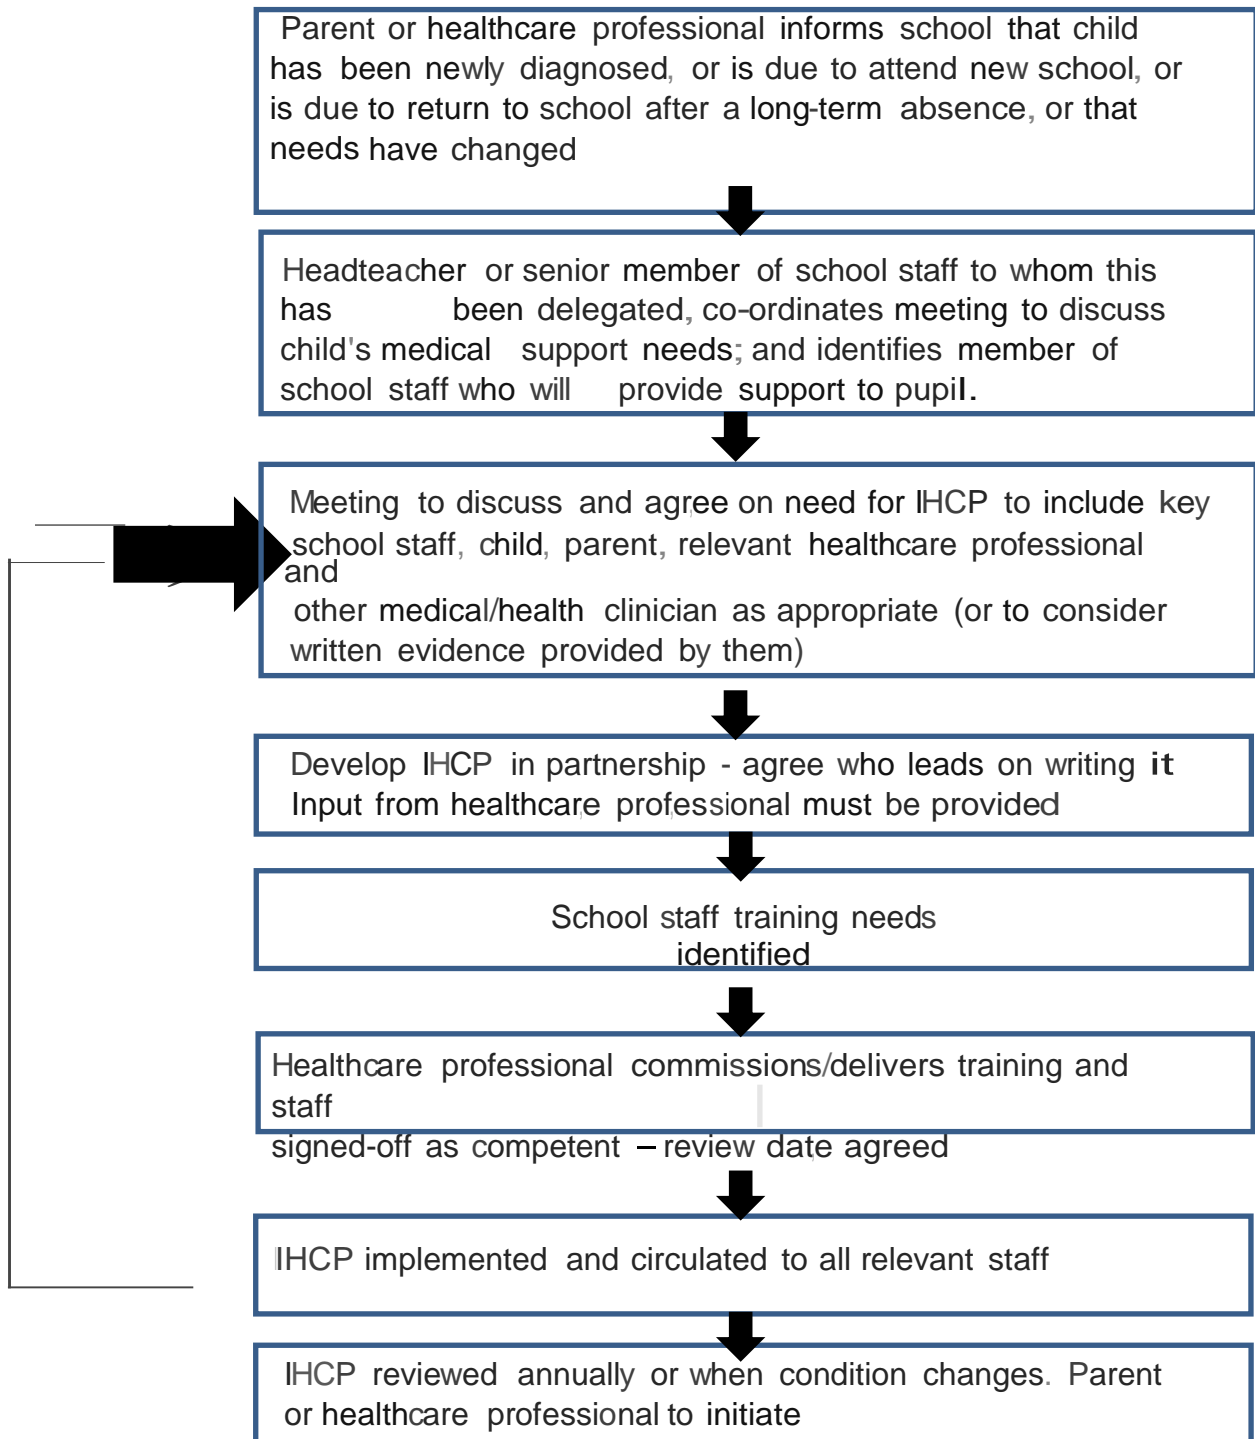 Parent or healthcare professional informs school that child
has been newly diagnosed, or is due to attend new school, or
is due to return to school after a long-term absence, or that
needs have changed
Headteacher or senior member of school staff to whom this
has been delegated, co-ordinates meeting to discuss
child's medical support needs; and identifies member of
school staff who will provide support to pupil.
Meeting to discuss and agree on need for IHCP to include key
school staff, child, parent, relevant healthcare professional
and
other medical/health clinician as appropriate (or to consider
written evidence provided by them)
Develop IHCP in partnership - agree who leads on writing it
Input from healthcare professional must be provided
School staff training needs
identified
Healthcare professional commissions/delivers training and
staff
signed-off as competent – review date agreed
IHCP implemented and circulated to all relevant staff
IHCP reviewed annually or when condition changes. Parent
or healthcare professional to initiate